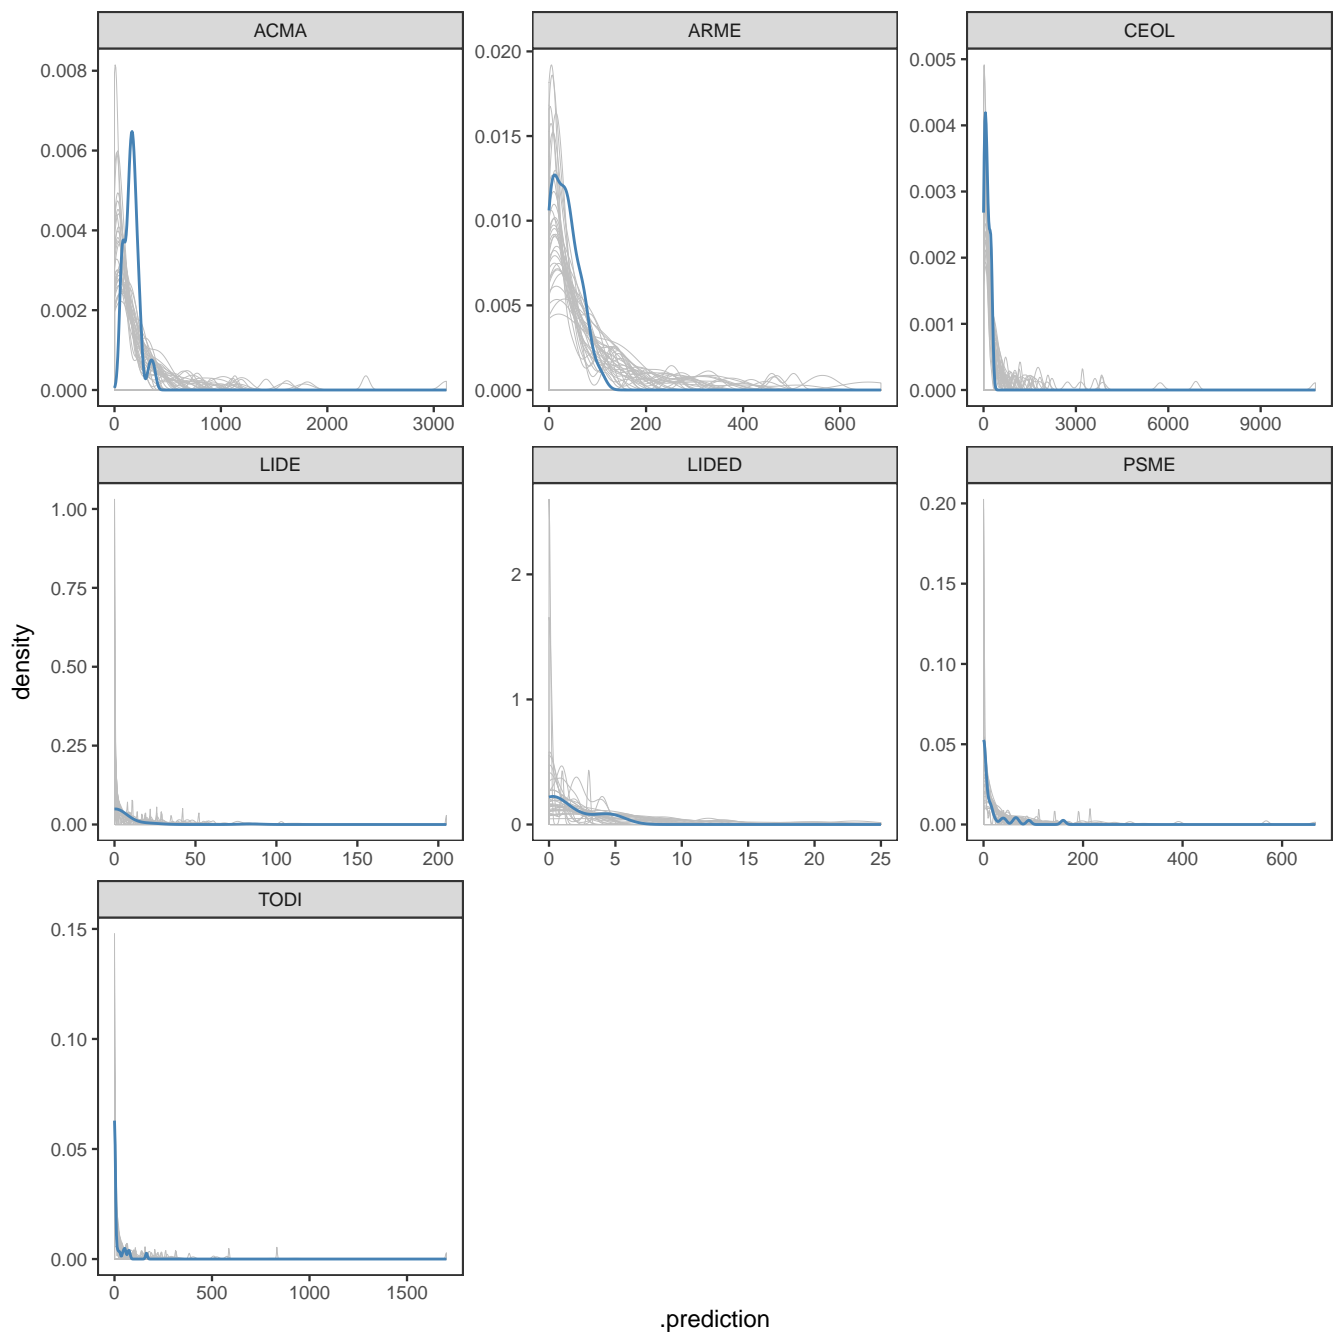 ACMA
ARME
CEOL
0.008
0.006
0.004
0.002
0.000
0.020
0.015
0.010
0.005
0.000
0.005
0.004
0.003
0.002
0.001
0.000
0 1000 2000 3000
0 200 400 600
0 3000 6000 9000
LIDE
LIDED
PSME
1.00
0.75
0.50
0.25
0.00
2
1
0
0.20
0.15
0.10
0.05
0.00
0 50 100 150 200
0 5 10 15 20 25
0 200 400 600
TODI
0.15
0.10
0.05
0.00
0 500 1000 1500
density
.prediction